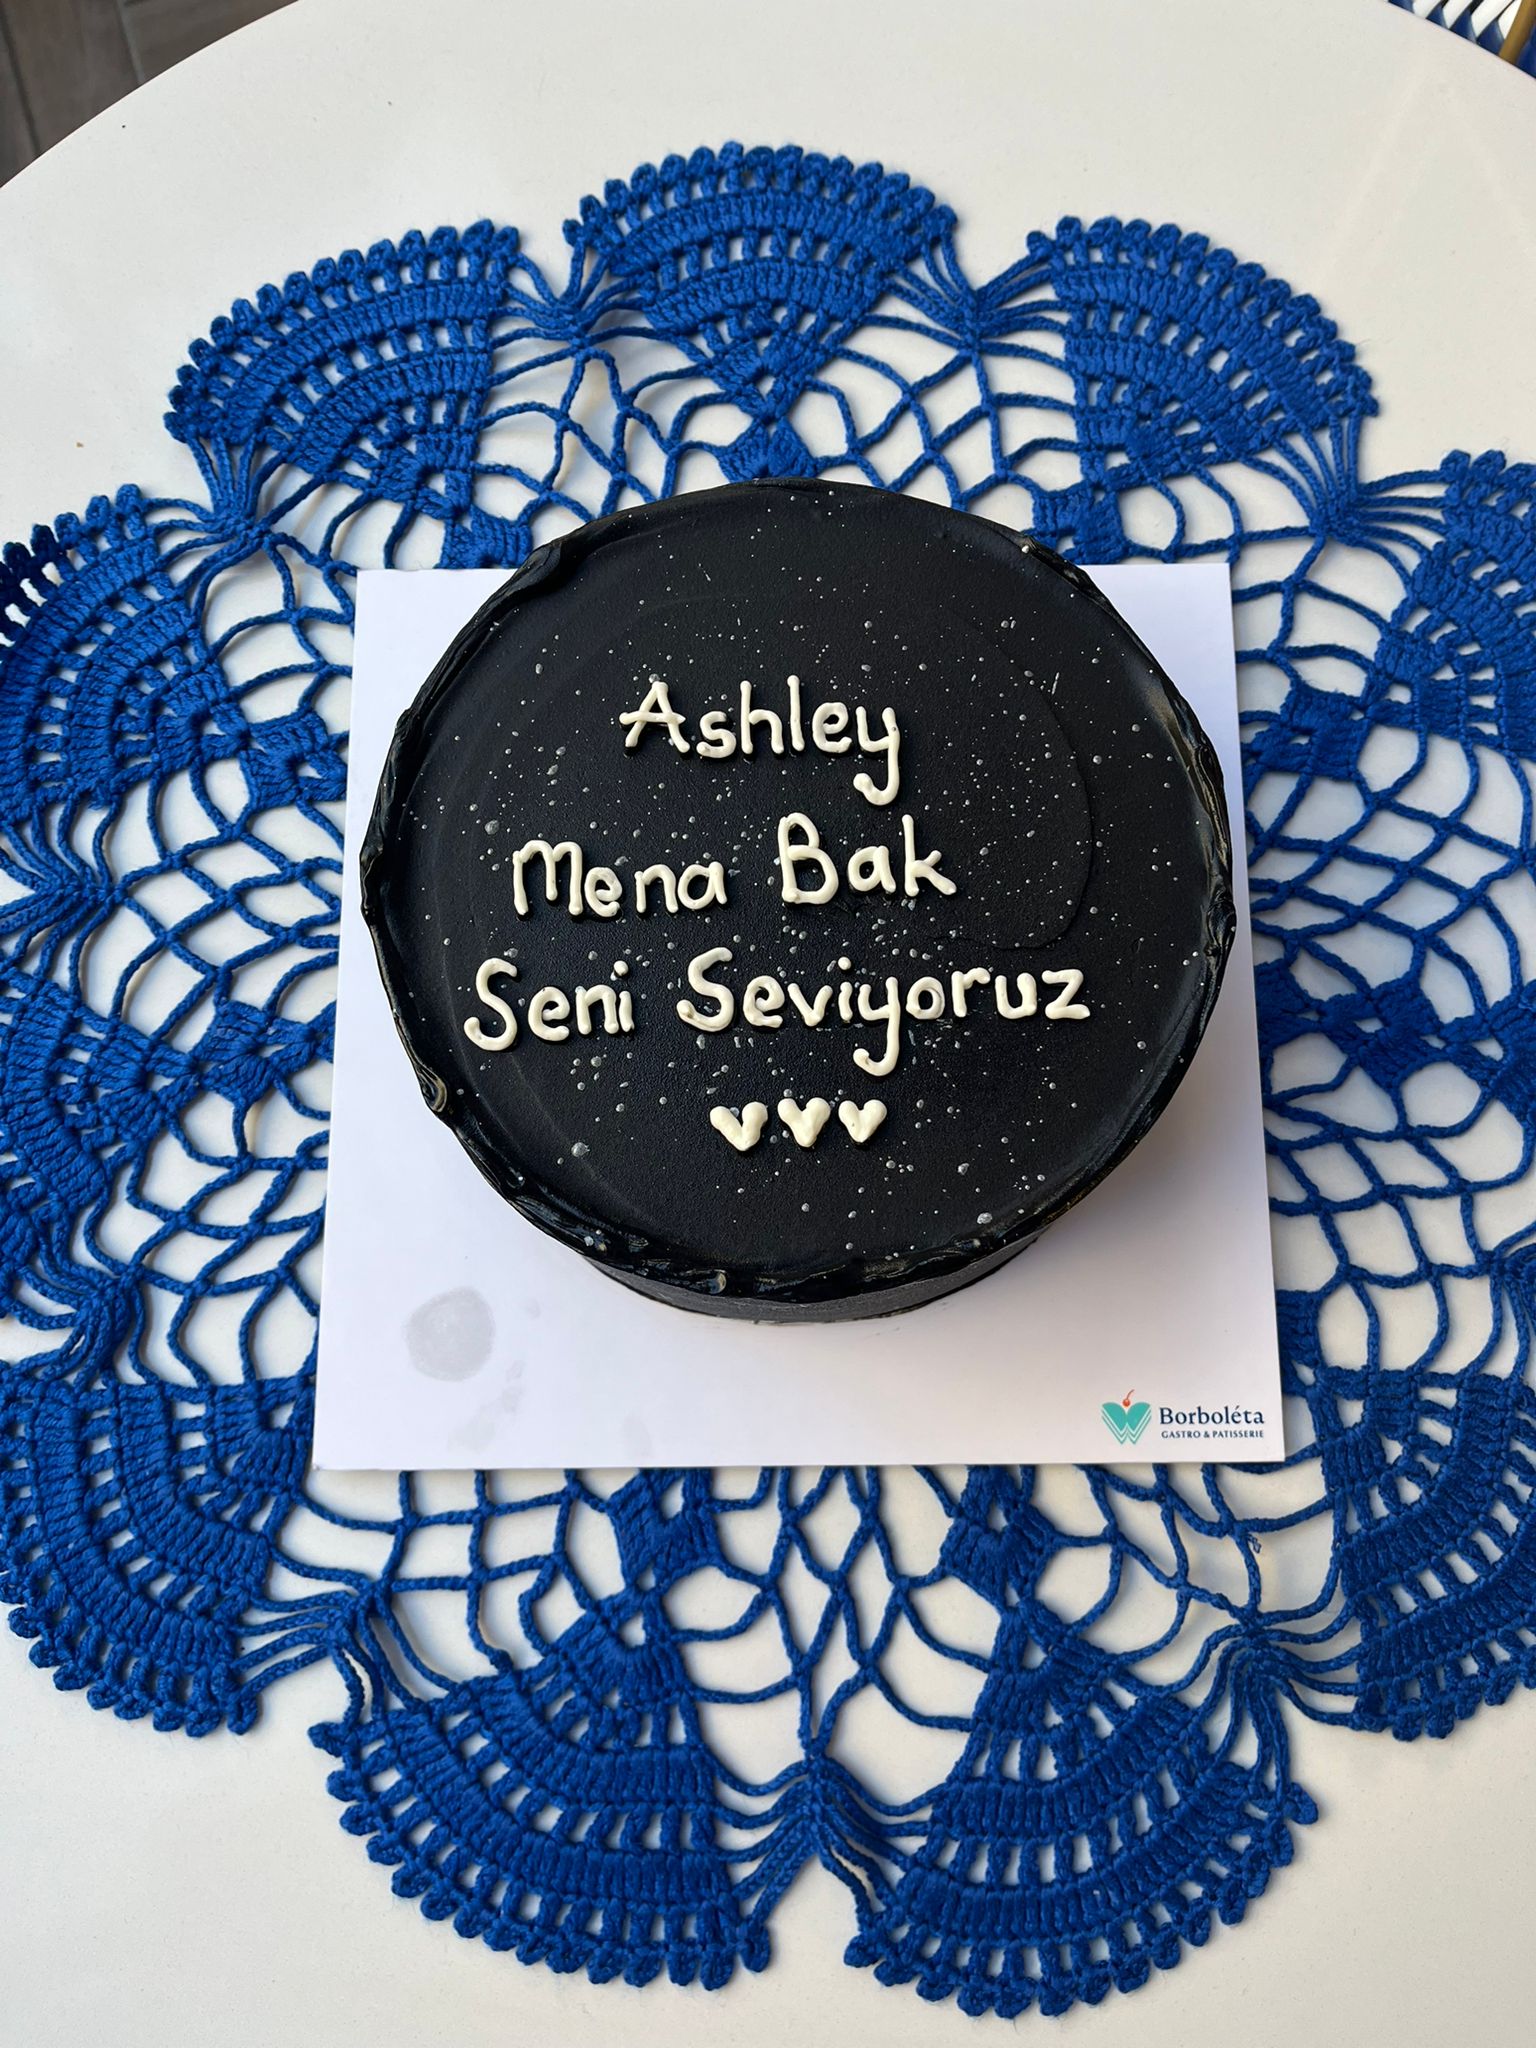 Ashley
Mena Bak
Seni Seviyoruz
Borboléta
GASTRO & PATISSERIE